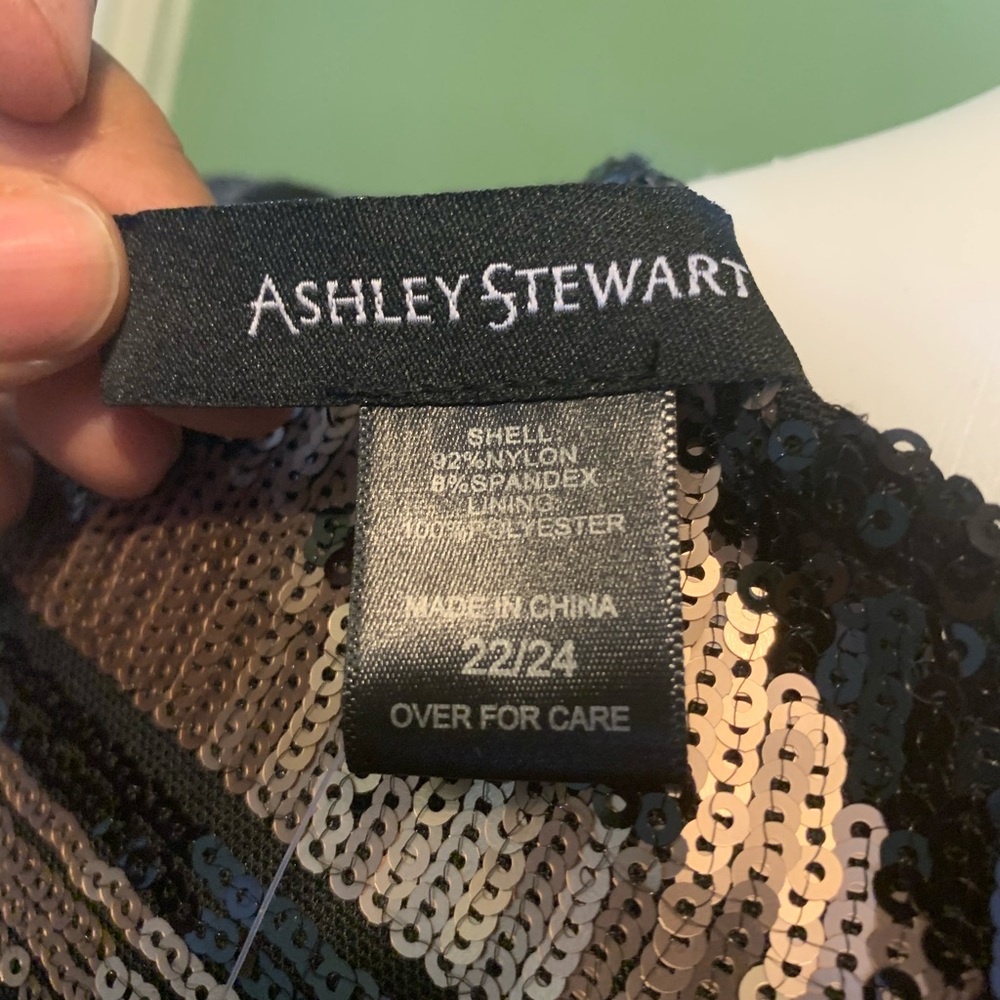 ASHLEY STEWART
SHELL
92%NYLON
8%SPANDEX
LINING
100%POLYESTER
MADE IN CHINA
22/24
OVER FOR CARE